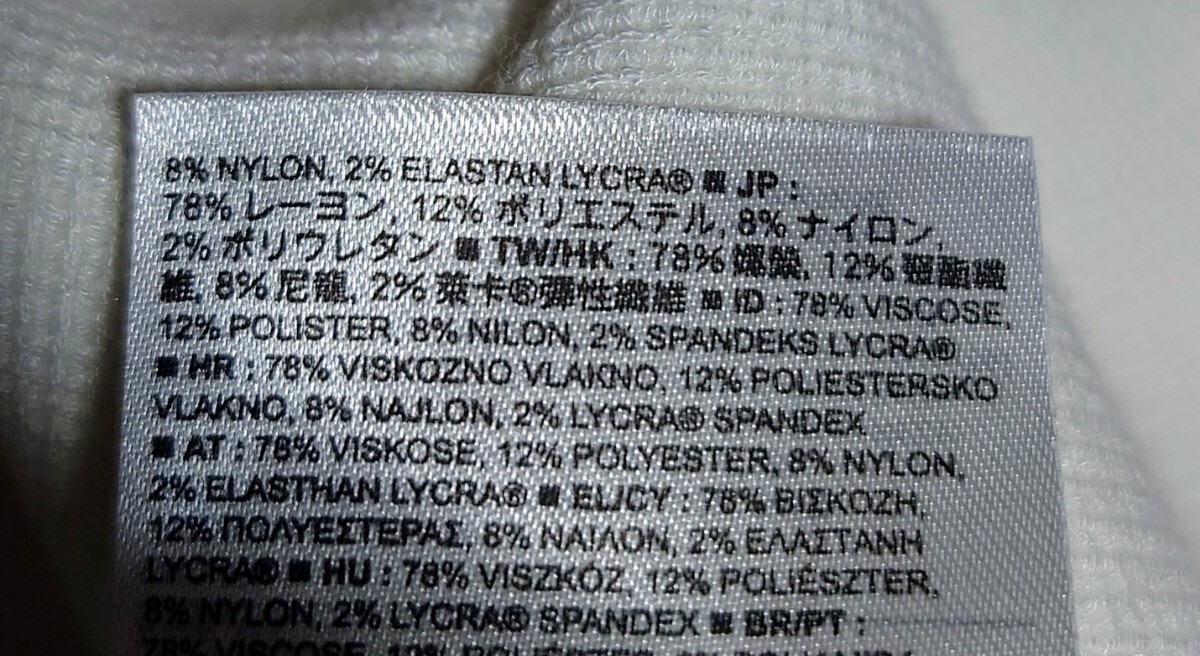 8% NYLON, 2% ELASTAN LYCRA® ■ JP :
78% レーヨン, 12% ポリエステル, 8% ナイロン,
2% ポリウレタン ■ TW/HK : 78% 嫘縈, 12% 聚酯纖
維, 8% 尼龍, 2% 萊卡®彈性纖維 ■ ID : 78% VISCOSE,
12% POLISTER, 8% NILON, 2% SPANDEKS LYCRA®
■ HR : 78% VISKOZNO VLAKNO, 12% POLIESTERSKO
VLAKNO, 8% NAJLON, 2% LYCRA® SPANDEX
■ AT : 78% VISKOSE, 12% POLYESTER, 8% NYLON,
2% ELASTHAN LYCRA® ■ EL/CY : 78% ΒΙΣΚΟΖΗ,
12% ΠΟΛΥΕΣΤΕΡΑΣ, 8% ΝΑΙΛΟΝ, 2% ΕΛΑΣΤΑΝΗ
LYCRA® ■ HU : 78% VISZKÓZ, 12% POLIÉSZTER,
8% NYLON, 2% LYCRA® SPANDEX ■ BR/PT :
78% VISCOSE, 12%